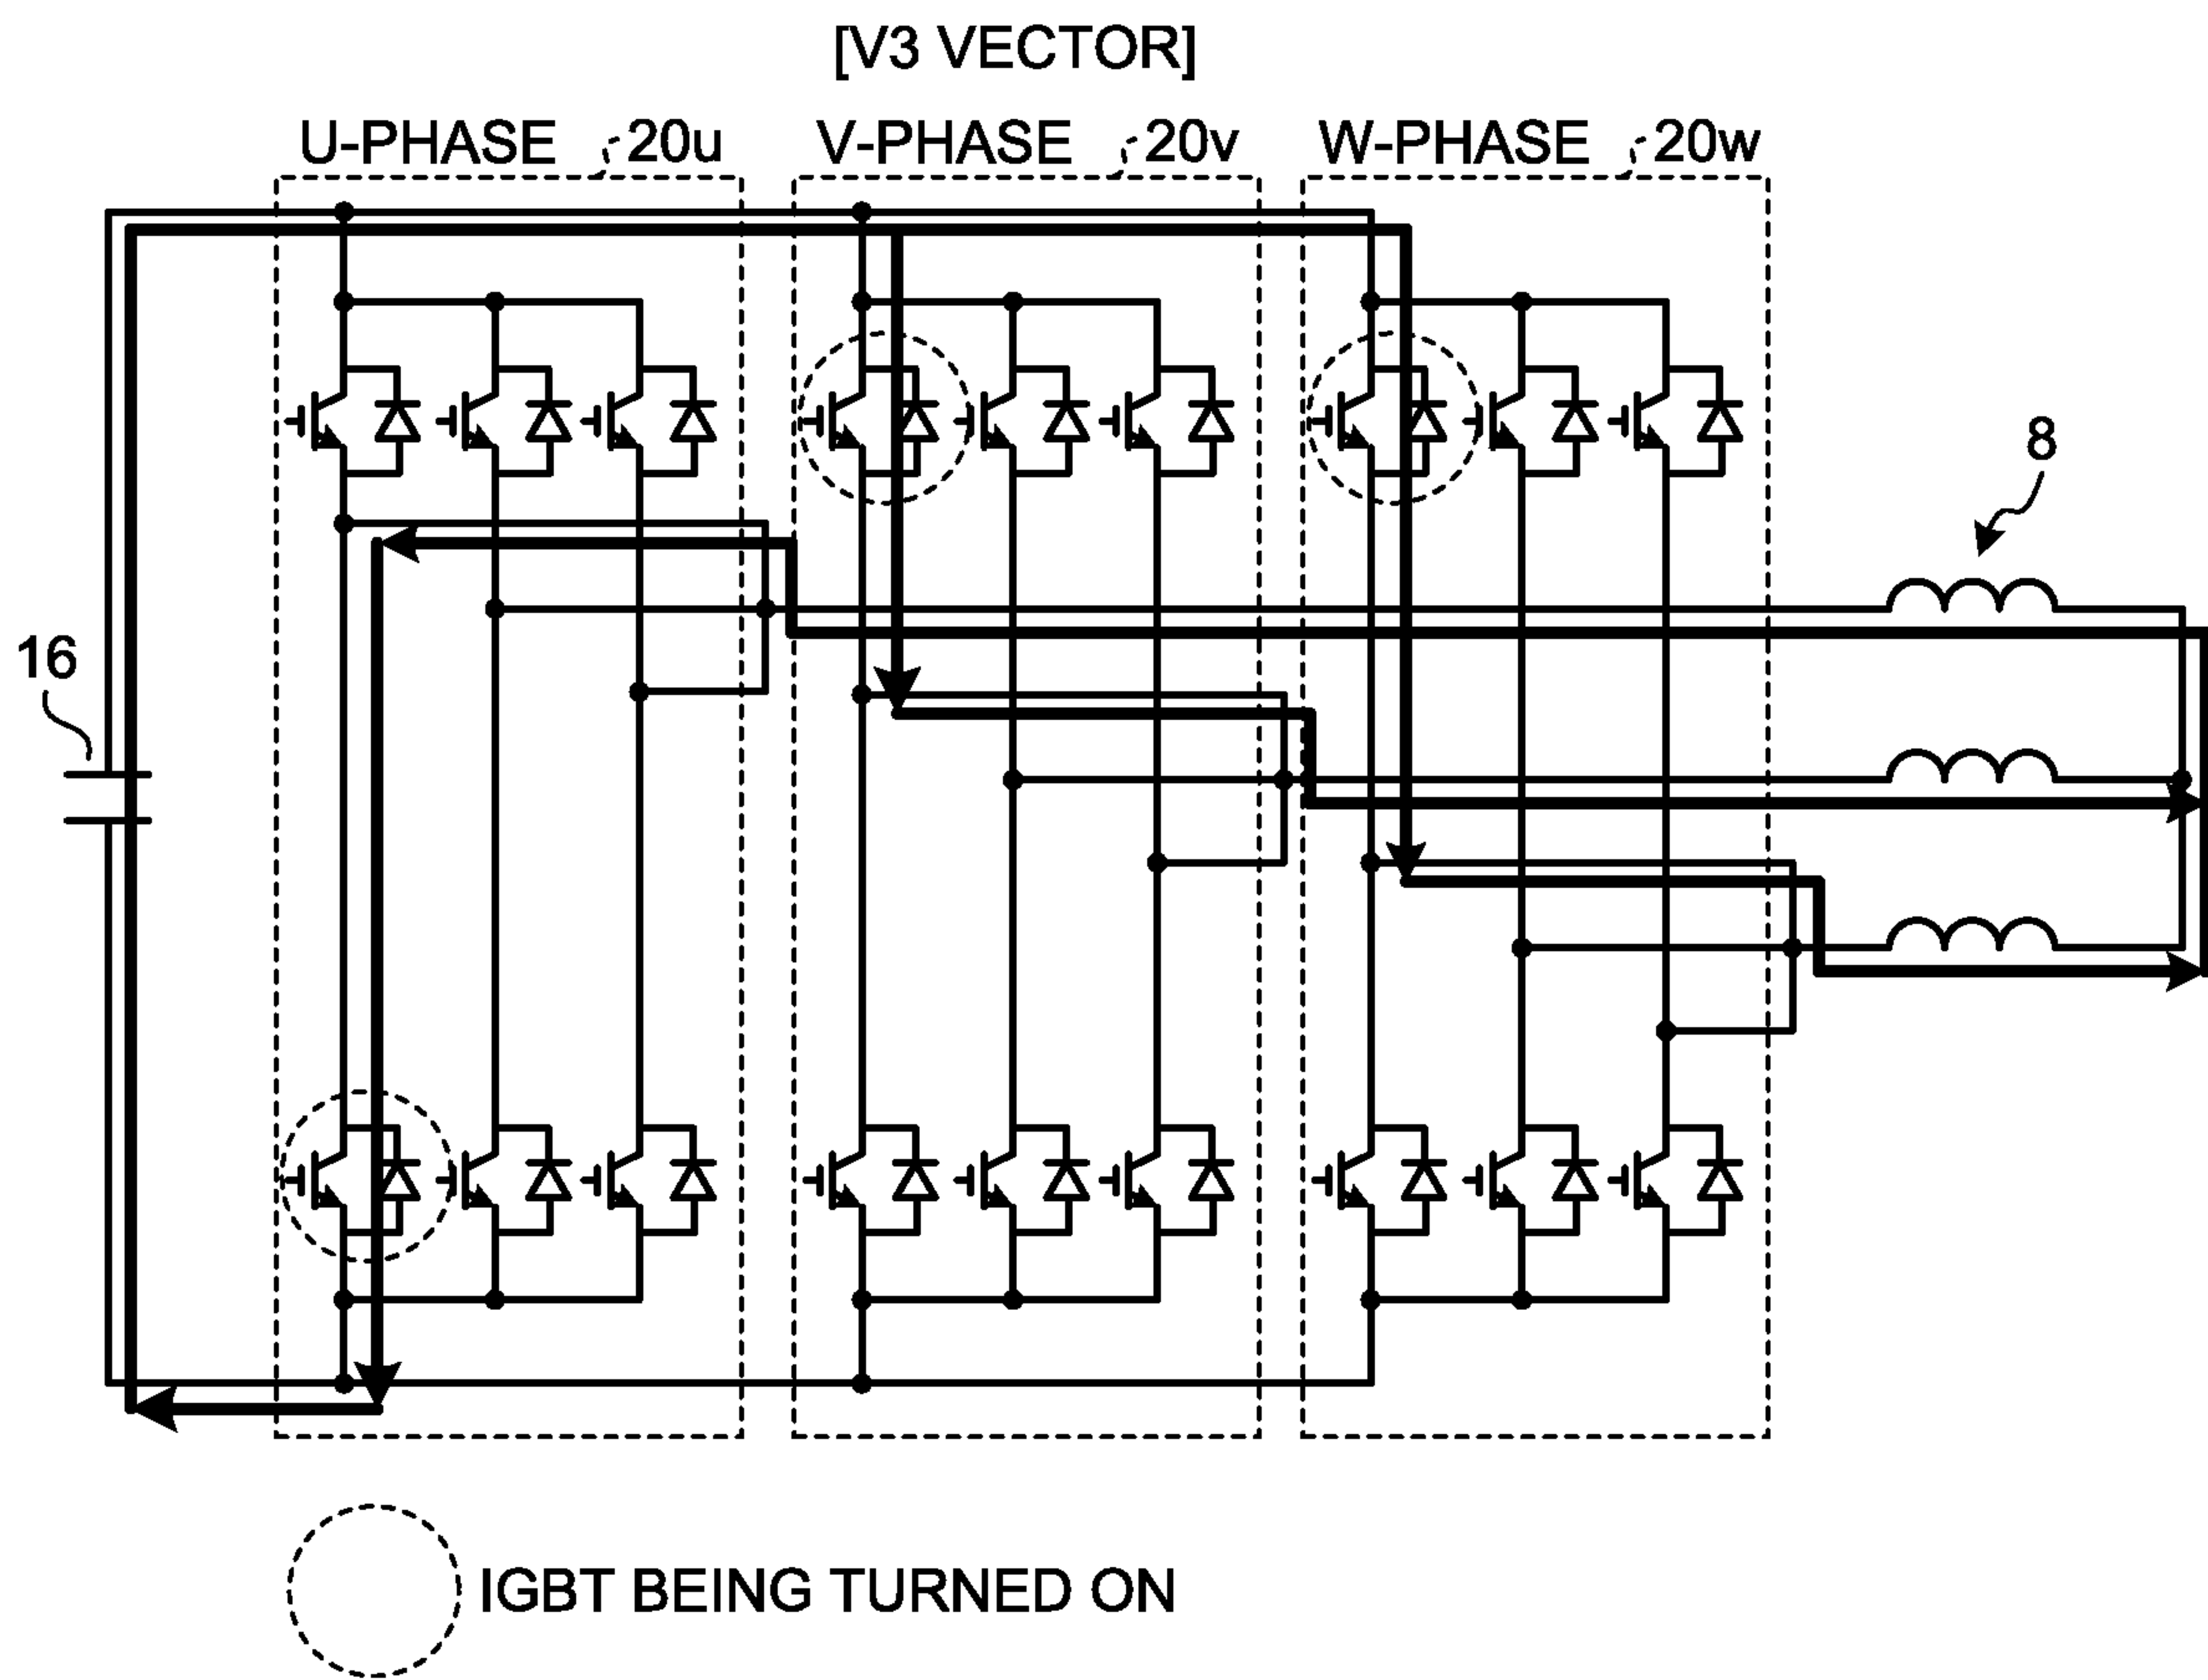 [V3 VECTOR]
U-PHASE 20u V-PHASE 20v W-PHASE 20w
8
16
IGBT BEING TURNED ON